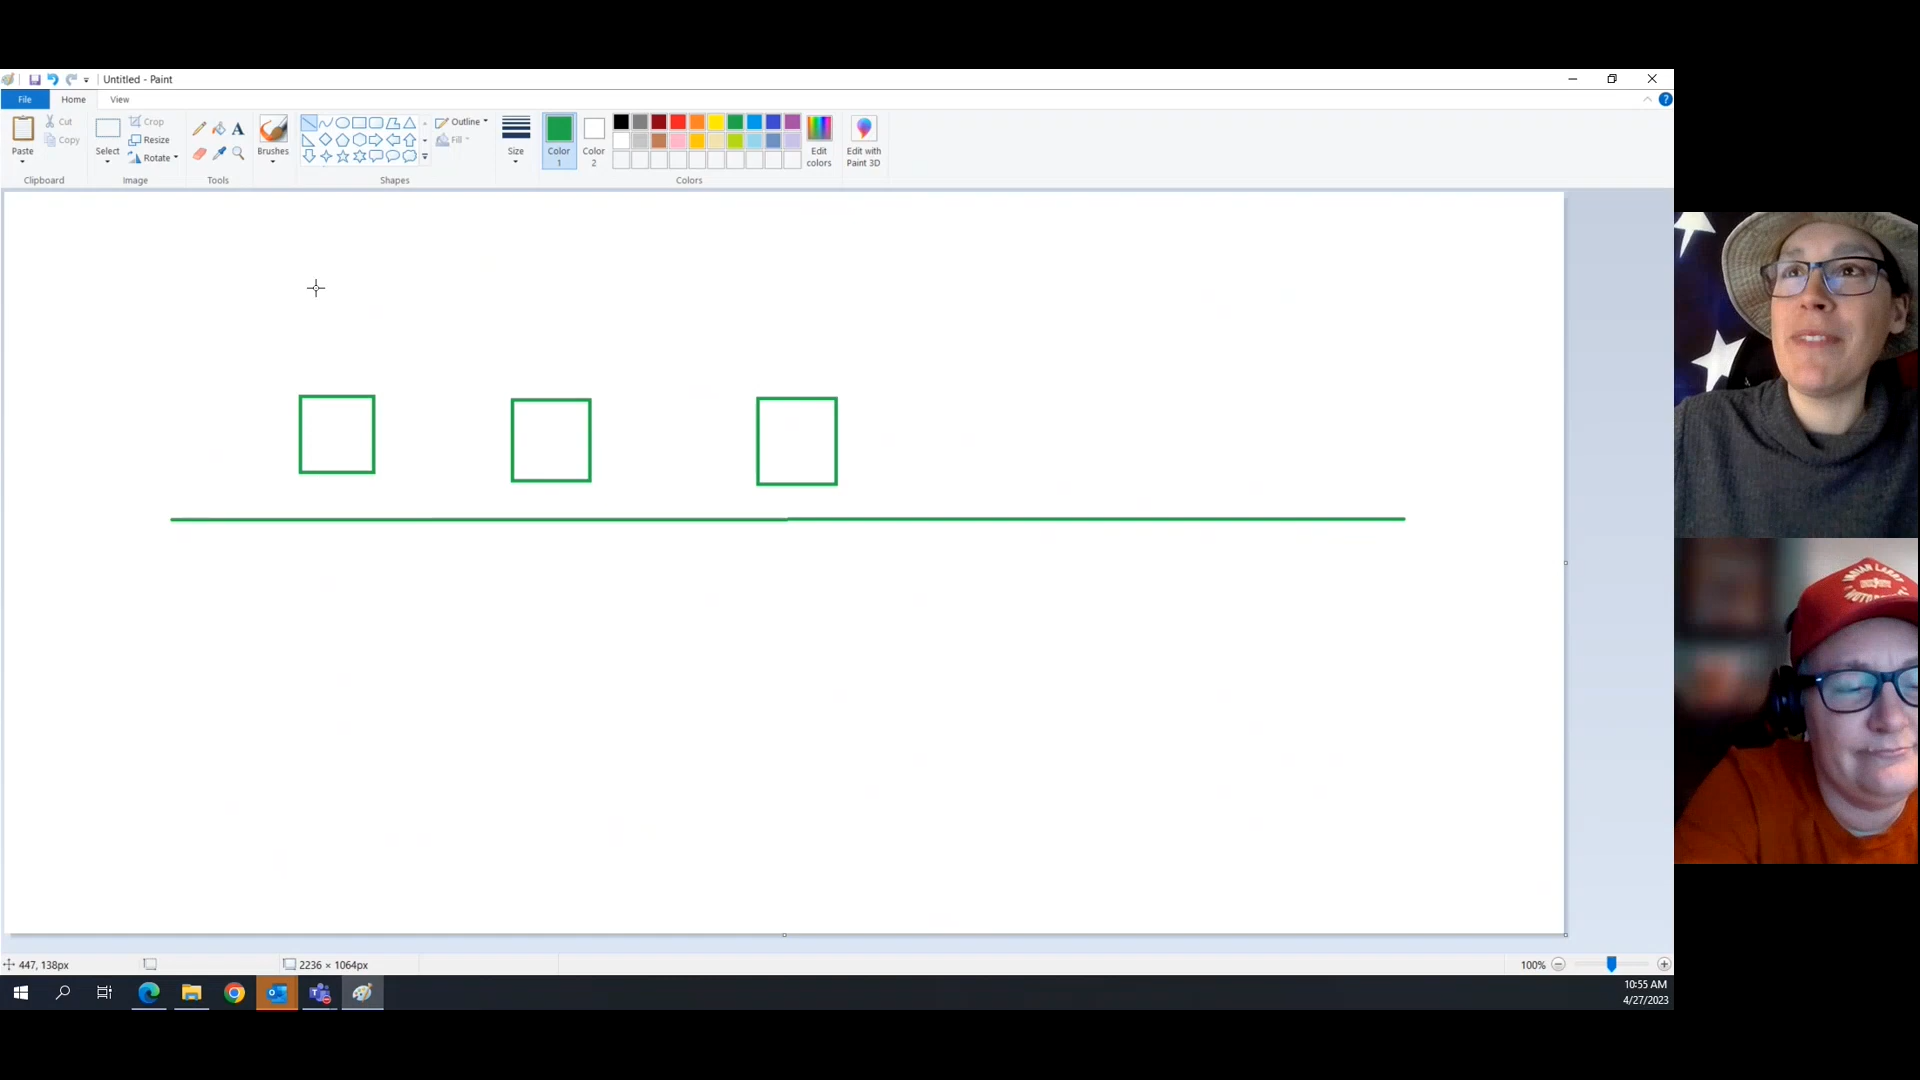 Untitled - Paint
File Home View
Paste
Cut
Copy
Clipboard
Select
Crop
Resize
Rotate
Image
A
Tools
Brushes
Shapes
Outline
Fill
Size
Color 1
Color 2
Edit colors
Colors
Edit with Paint 3D
?
INDIAN LARRY
447, 138px
2236 × 1064px
100%
10:55 AM
4/27/2023